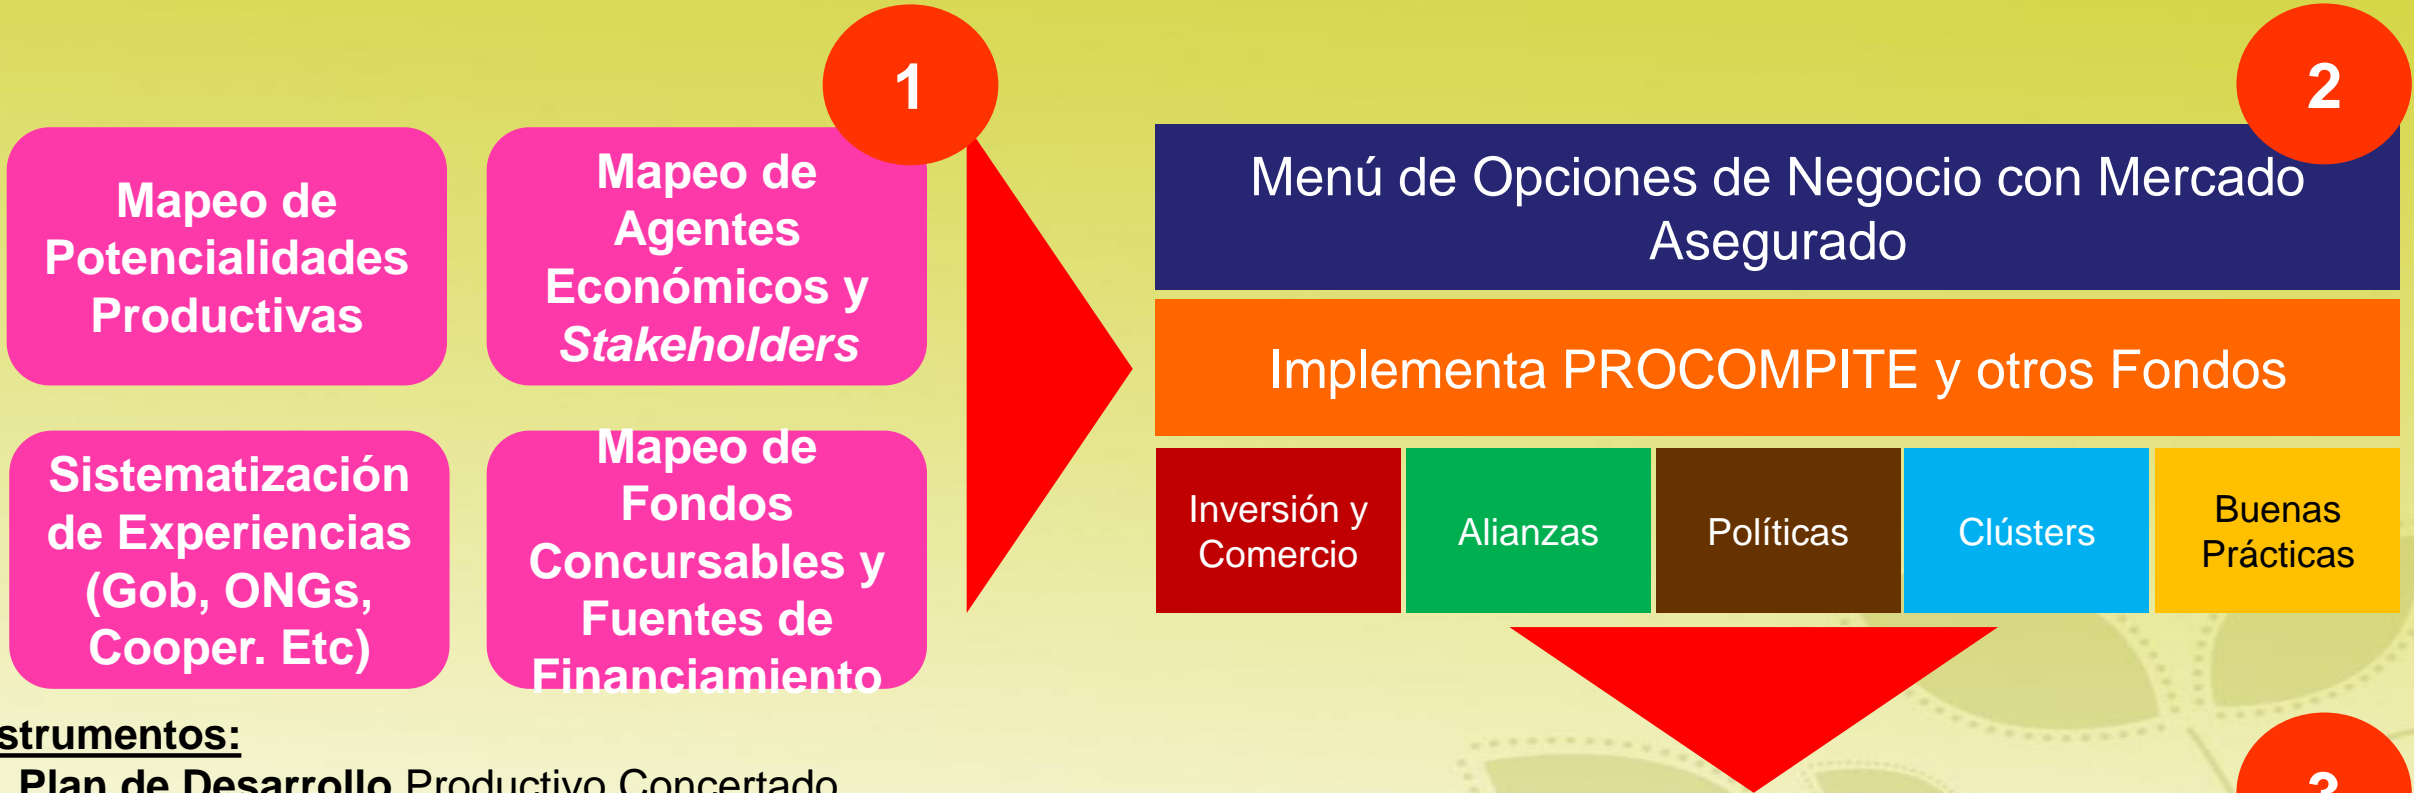 1
2
Mapeo de
Potencialidades
Productivas
Mapeo de
Agentes
Económicos y
Stakeholders
Sistematización
de Experiencias
(Gob, ONGs,
Cooper. Etc)
Mapeo de
Fondos
Concursables y
Fuentes de
Financiamiento
Menú de Opciones de Negocio con Mercado
Asegurado
Implementa PROCOMPITE y otros Fondos
Inversión y
Comercio
Alianzas
Políticas
Clústers
Buenas
Prácticas
strumentos:
Plan de Desarrollo Productivo Concertado
3